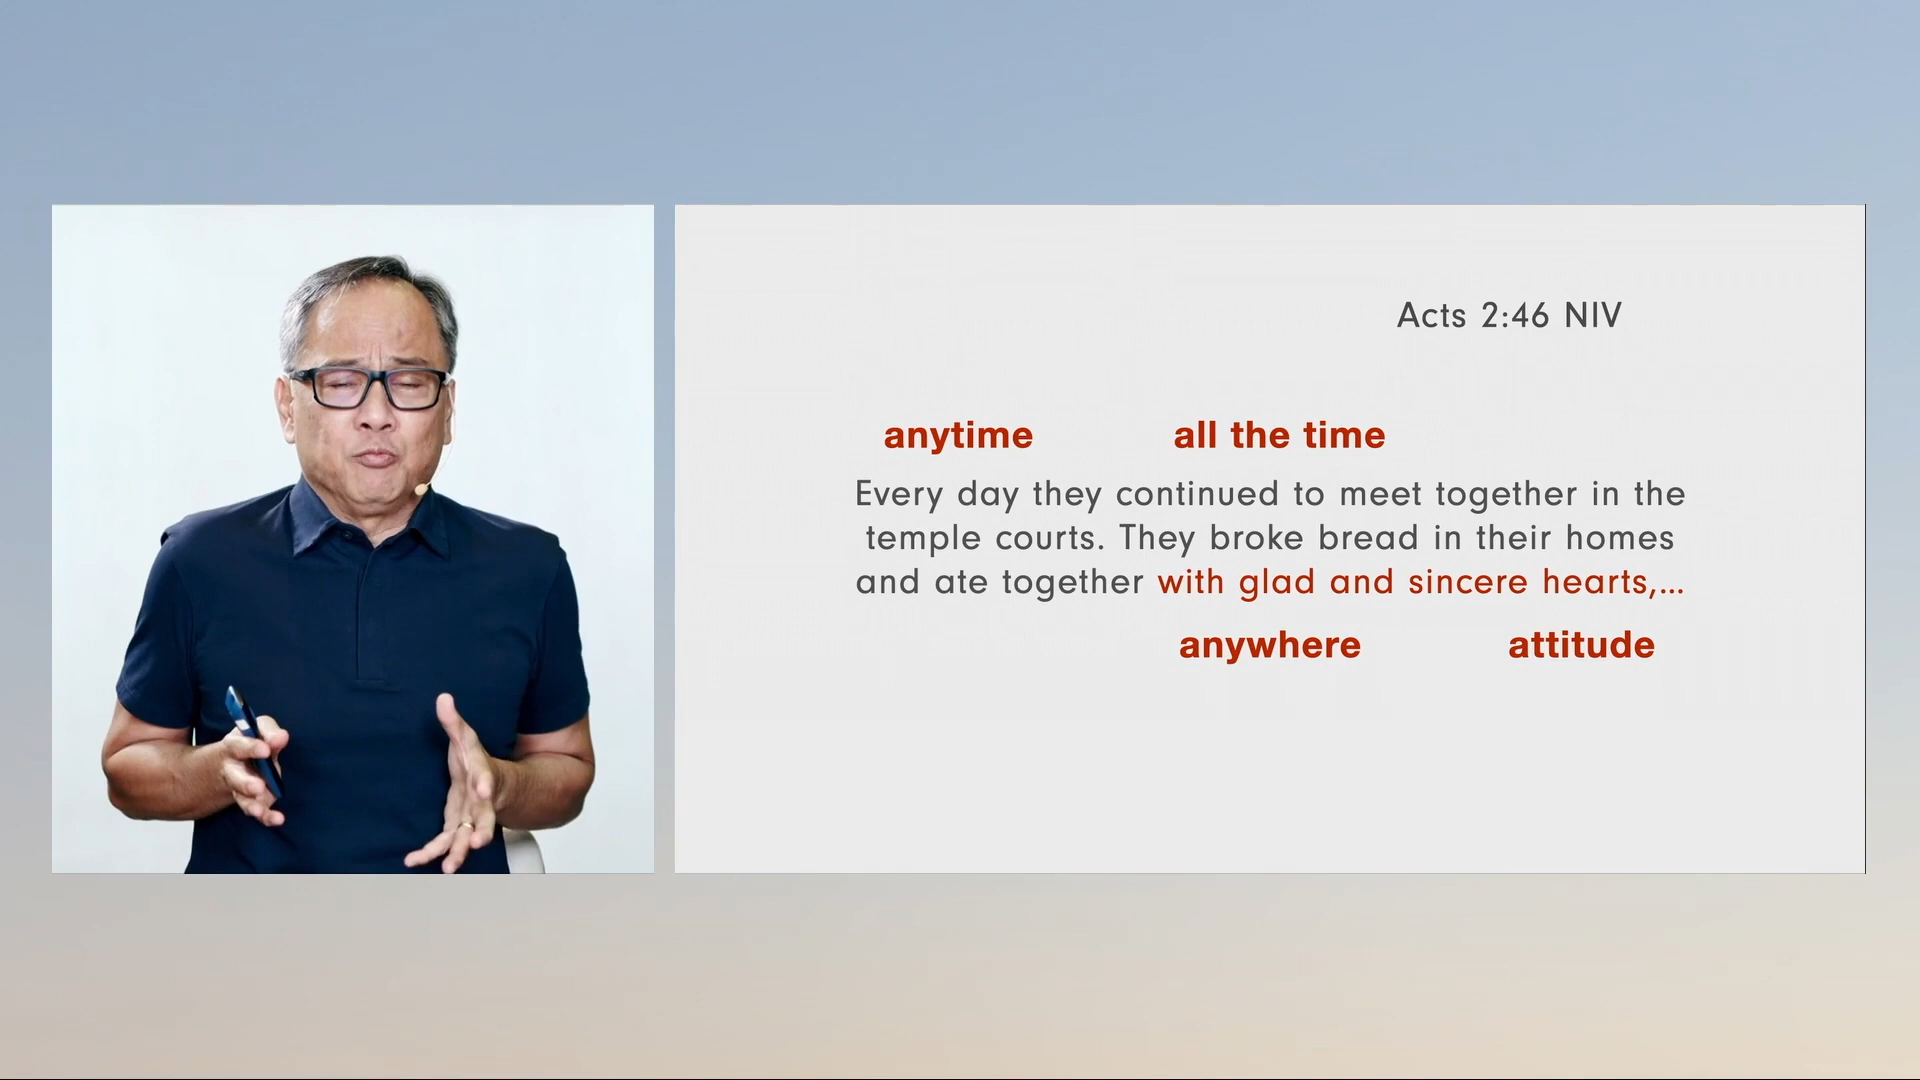 Acts 2:46 NIV
anytime all the time
Every day they continued to meet together in the
temple courts. They broke bread in their homes
and ate together with glad and sincere hearts,...
anywhere attitude